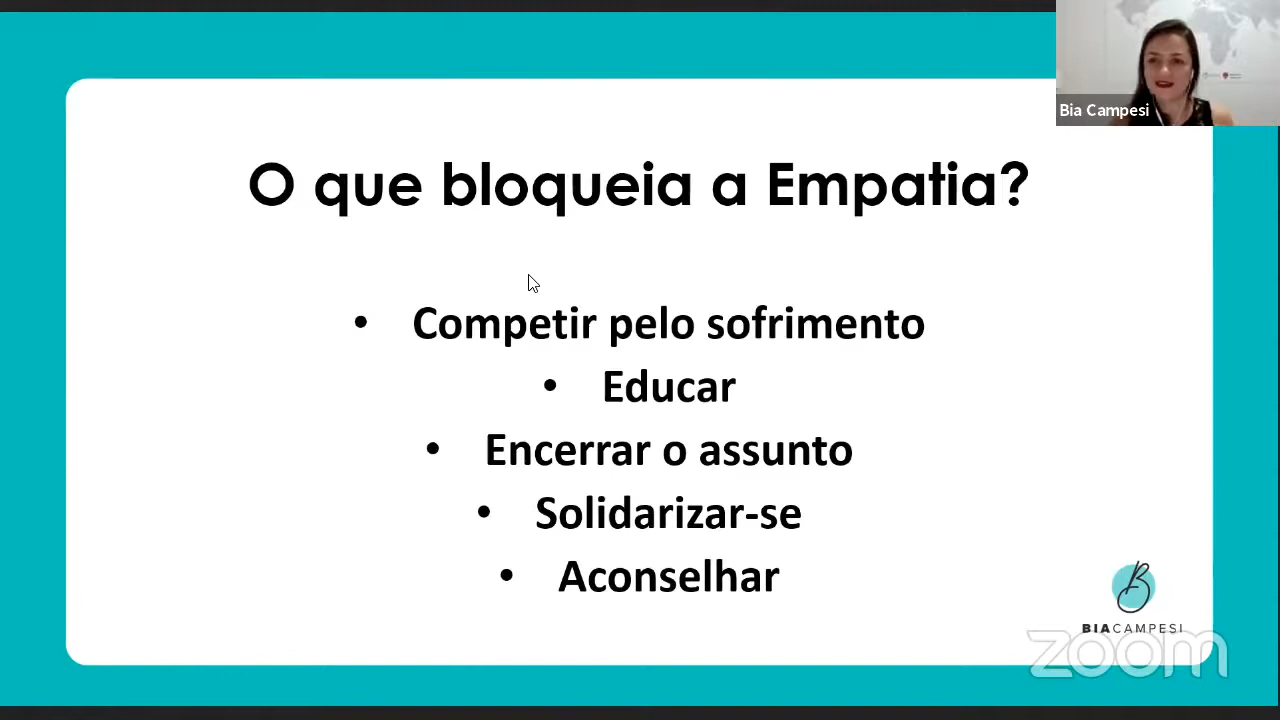 Bia Campesi
O que bloqueia a Empatia?
• Competir pelo sofrimento
• Educar
• Encerrar o assunto
• Solidarizar-se
• Aconselhar
BIACAMPESI
zoom